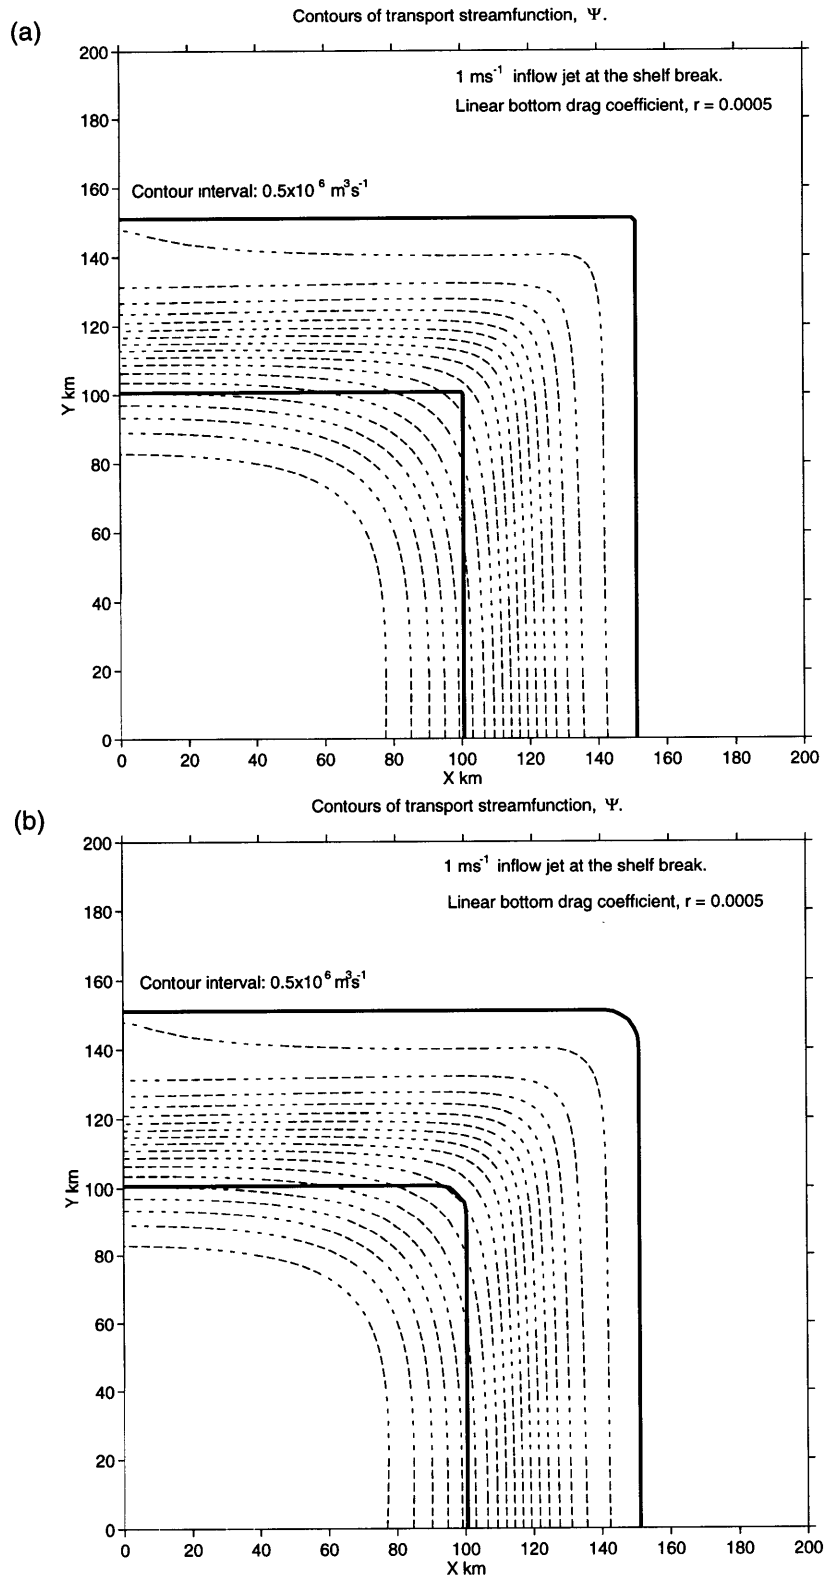 (a)
Contours of transport streamfunction, Ψ.
200
180
160
140
120
100
80
60
40
20
0
Y km
1 ms⁻¹ inflow jet at the shelf break.
Linear bottom drag coefficient, r = 0.0005
Contour interval: 0.5x10⁶ m³s⁻¹
0 20 40 60 80 100 120 140 160 180 200
X km
(b)
Contours of transport streamfunction, Ψ.
200
180
160
140
120
100
80
60
40
20
0
Y km
1 ms⁻¹ inflow jet at the shelf break.
Linear bottom drag coefficient, r = 0.0005
Contour interval: 0.5x10⁶ m³s⁻¹
0 20 40 60 80 100 120 140 160 180 200
X km